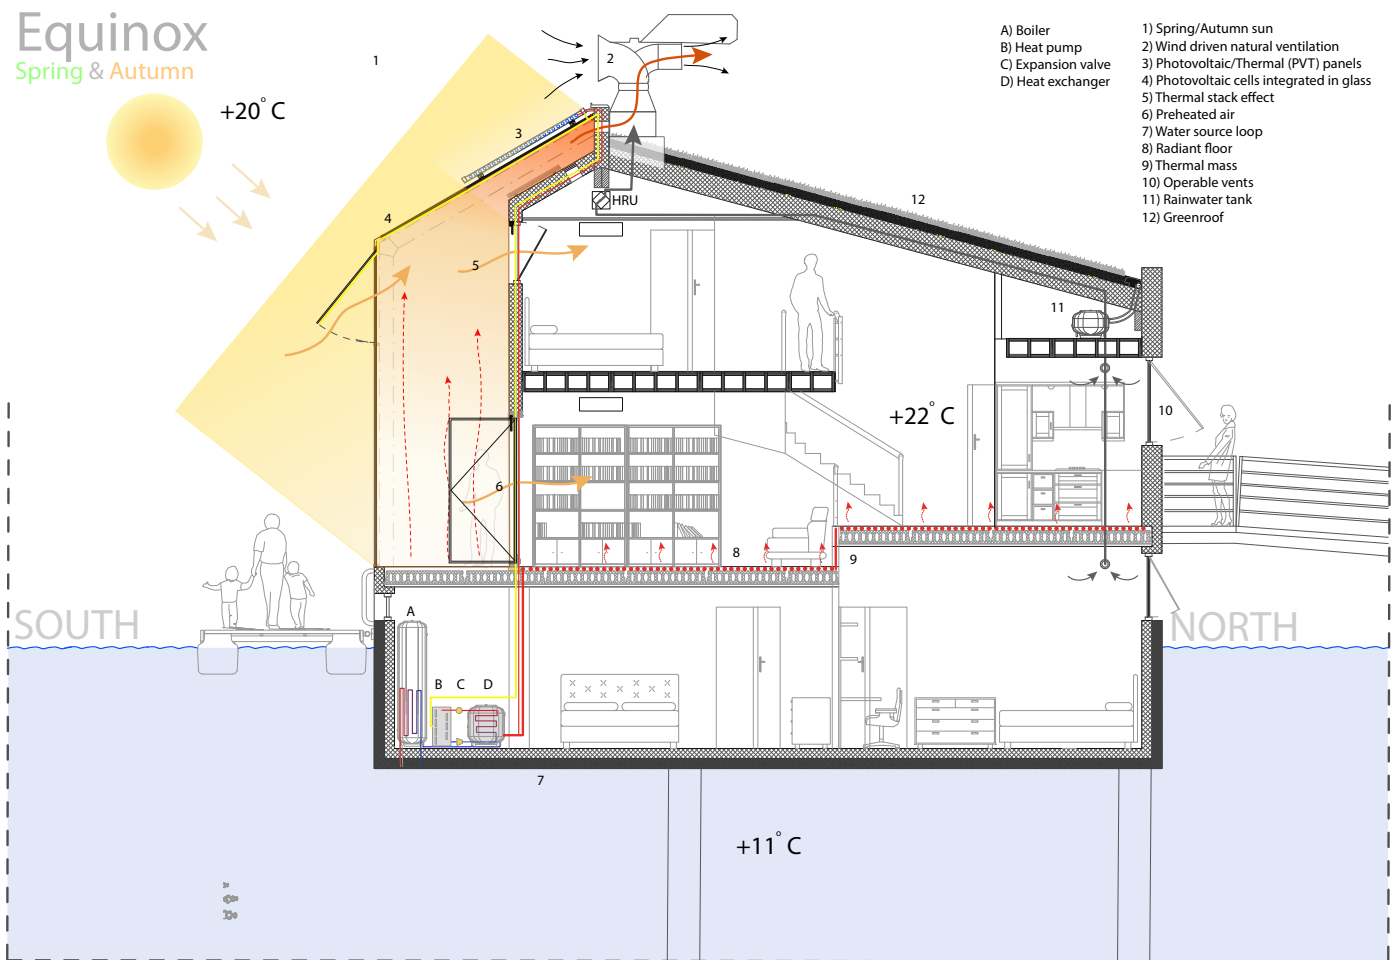 Equinox
Spring & Autumn
+20° C
A) Boiler
B) Heat pump
C) Expansion valve
D) Heat exchanger
1) Spring/Autumn sun
2) Wind driven natural ventilation
3) Photovoltaic/Thermal (PVT) panels
4) Photovoltaic cells integrated in glass
5) Thermal stack effect
6) Preheated air
7) Water source loop
8) Radiant floor
9) Thermal mass
10) Operable vents
11) Rainwater tank
12) Greenroof
1
2
3
HRU
12
4
5
11
+22° C
10
6
8
9
A
SOUTH
NORTH
B C D
7
+11° C